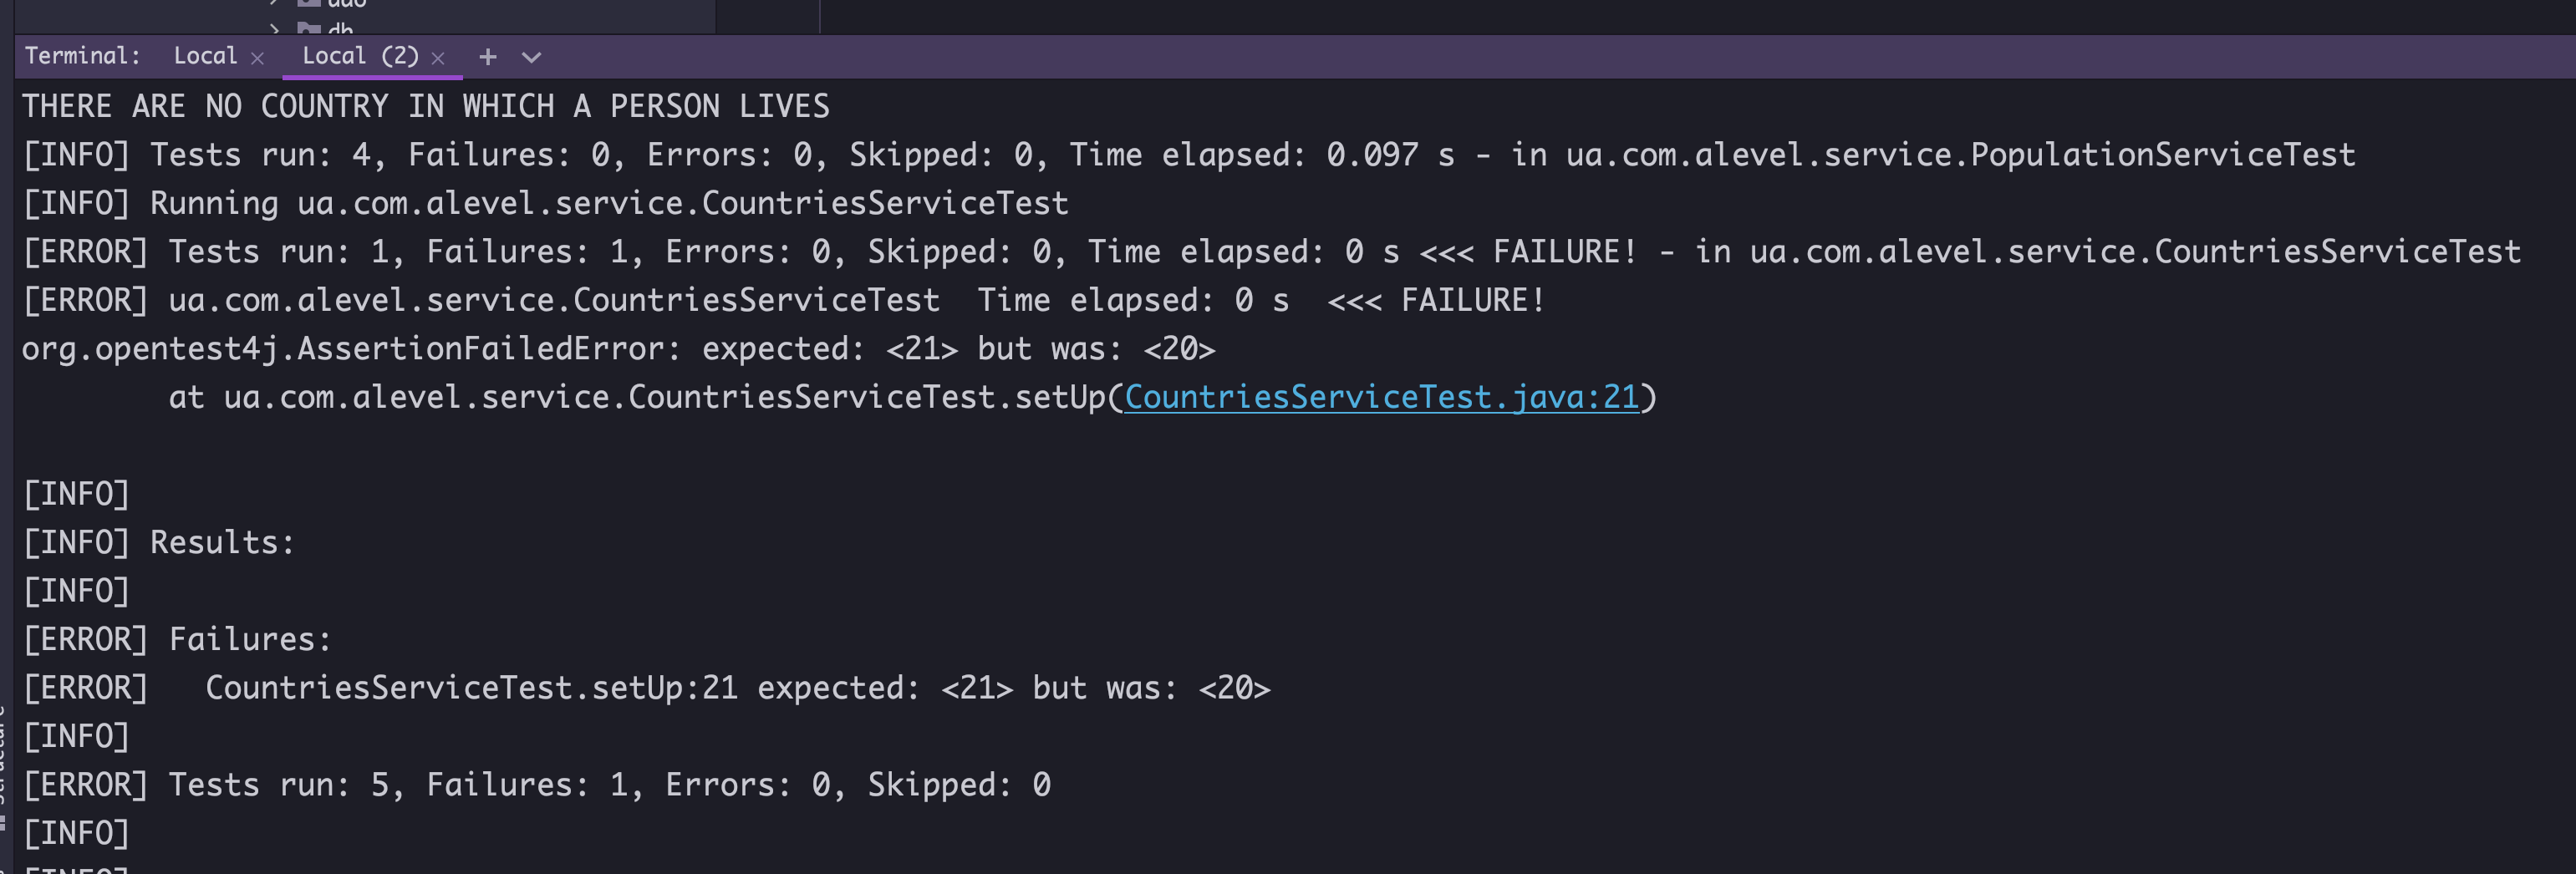 Terminal: Local × Local (2) × +
THERE ARE NO COUNTRY IN WHICH A PERSON LIVES
[INFO] Tests run: 4, Failures: 0, Errors: 0, Skipped: 0, Time elapsed: 0.097 s - in ua.com.alevel.service.PopulationServiceTest
[INFO] Running ua.com.alevel.service.CountriesServiceTest
[ERROR] Tests run: 1, Failures: 1, Errors: 0, Skipped: 0, Time elapsed: 0 s <<< FAILURE! - in ua.com.alevel.service.CountriesServiceTest
[ERROR] ua.com.alevel.service.CountriesServiceTest  Time elapsed: 0 s  <<< FAILURE!
org.opentest4j.AssertionFailedError: expected: <21> but was: <20>
        at ua.com.alevel.service.CountriesServiceTest.setUp(CountriesServiceTest.java:21)
[INFO]
[INFO] Results:
[INFO]
[ERROR] Failures:
[ERROR]   CountriesServiceTest.setUp:21 expected: <21> but was: <20>
[INFO]
[ERROR] Tests run: 5, Failures: 1, Errors: 0, Skipped: 0
[INFO]
[INFO]
Structure